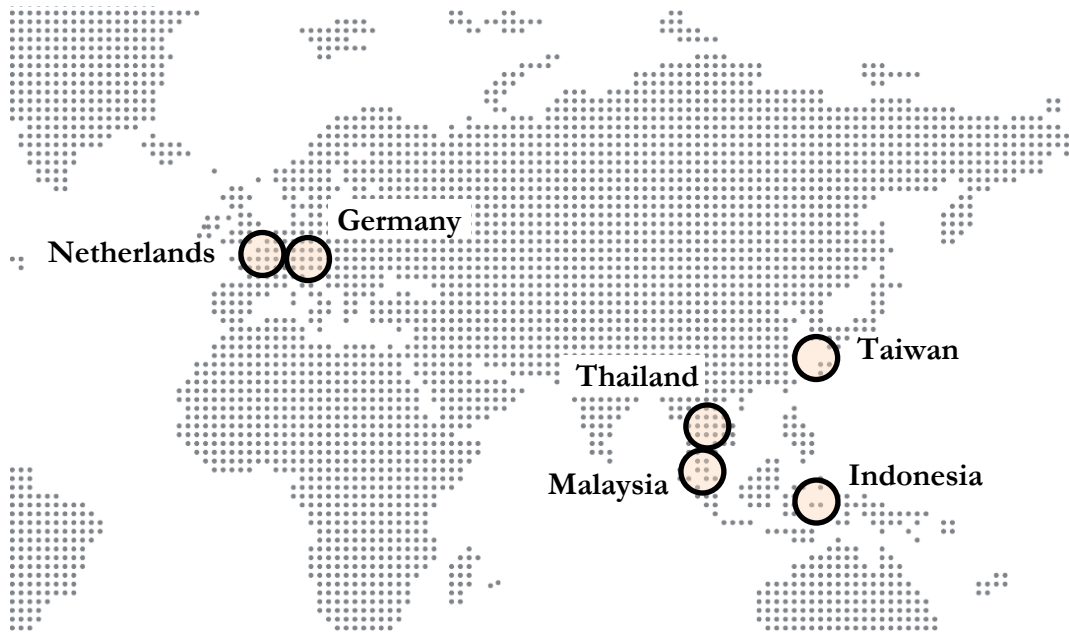 Germany
Netherlands
Taiwan
Thailand
Indonesia
Malaysia